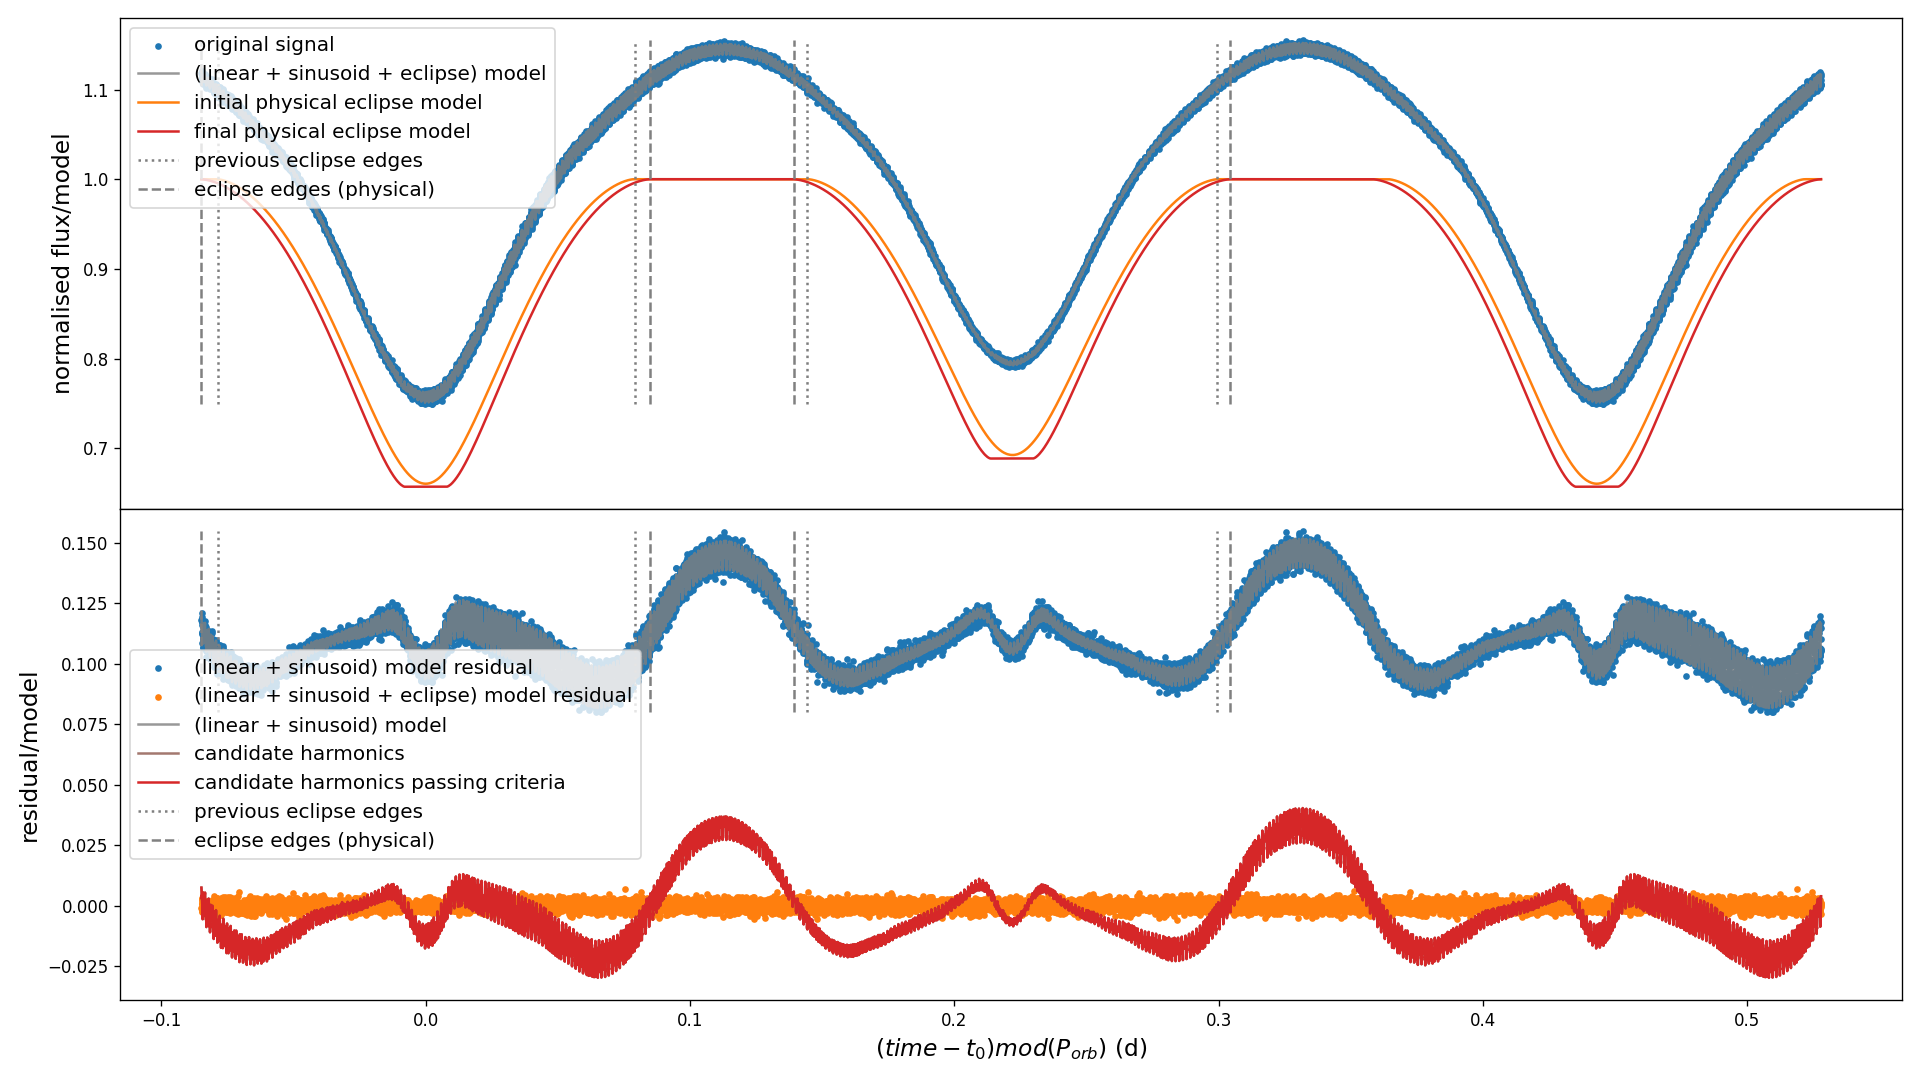 original signal
(linear + sinusoid + eclipse) model
initial physical eclipse model
final physical eclipse model
previous eclipse edges
eclipse edges (physical)
normalised flux/model
1.1
1.0
0.9
0.8
0.7
(linear + sinusoid) model residual
(linear + sinusoid + eclipse) model residual
(linear + sinusoid) model
candidate harmonics
candidate harmonics passing criteria
previous eclipse edges
eclipse edges (physical)
residual/model
0.150
0.125
0.100
0.075
0.050
0.025
0.000
−0.025
−0.1 0.0 0.1 0.2 0.3 0.4 0.5
(time − t₀)mod(P_orb) (d)